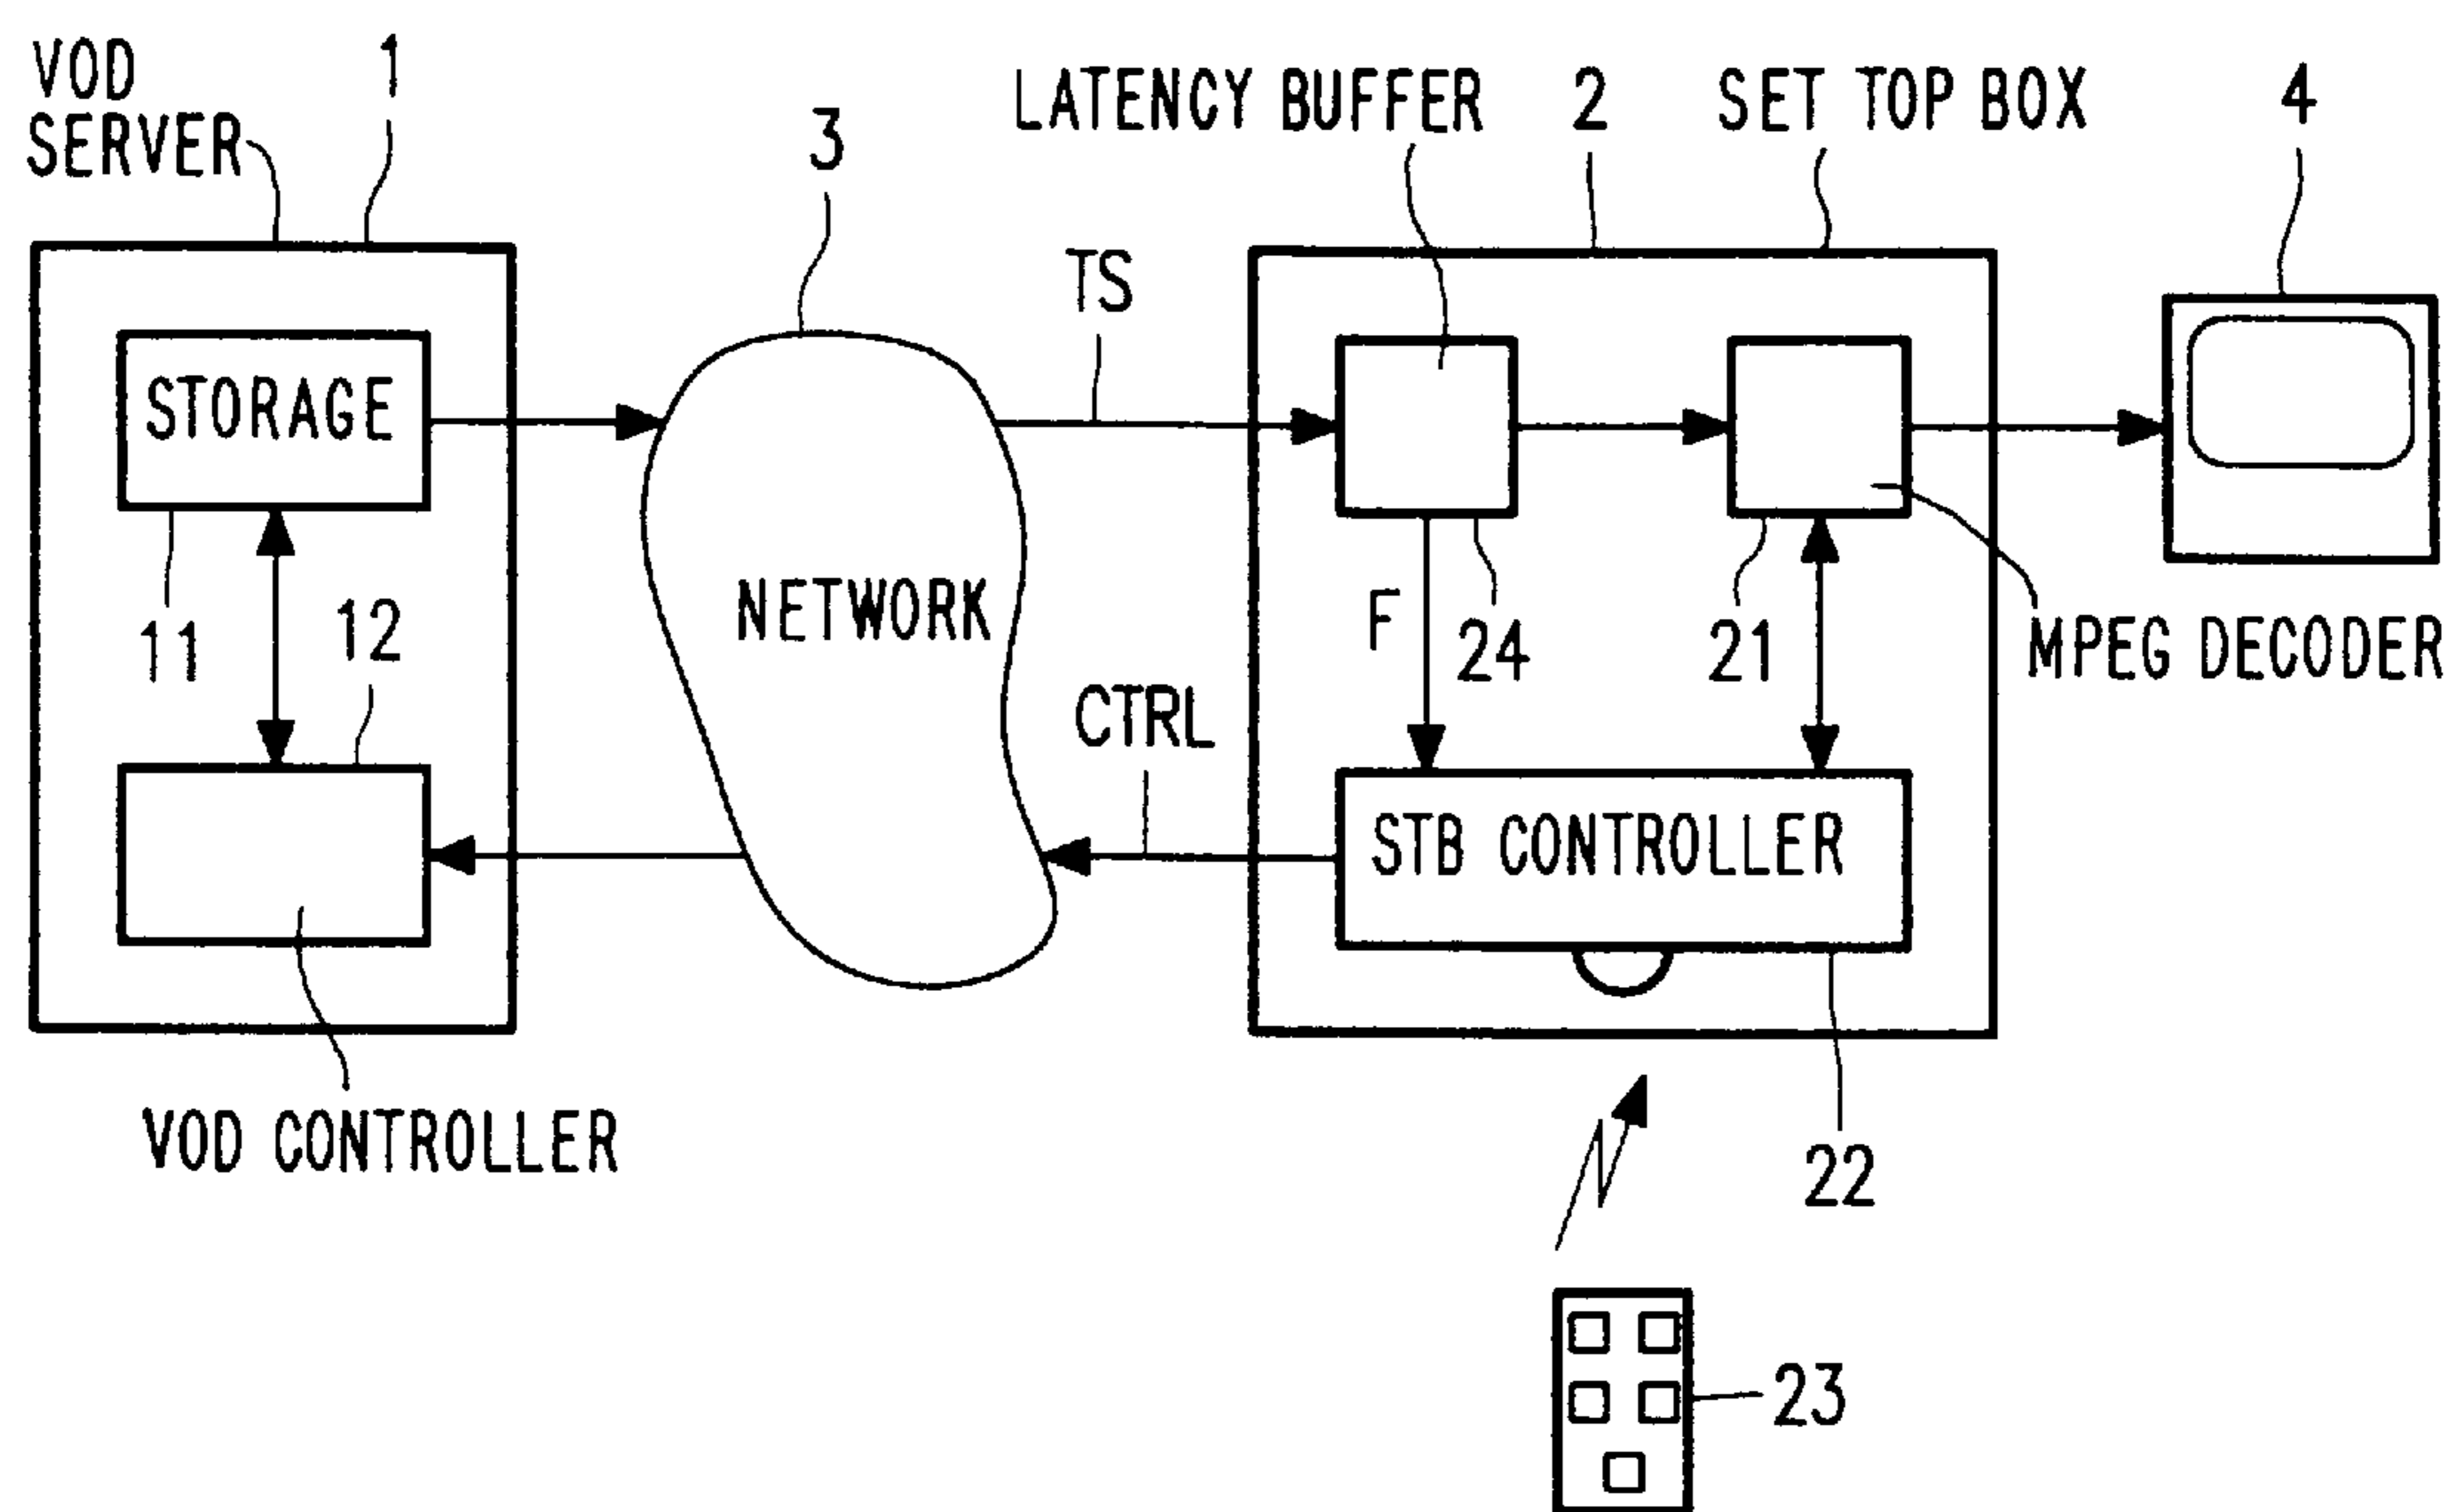 VOD
SERVER
1
3
LATENCY BUFFER
2
SET TOP BOX
4
TS
STORAGE
NETWORK
11
12
F
24
21
MPEG DECODER
CTRL
STB CONTROLLER
VOD CONTROLLER
22
23